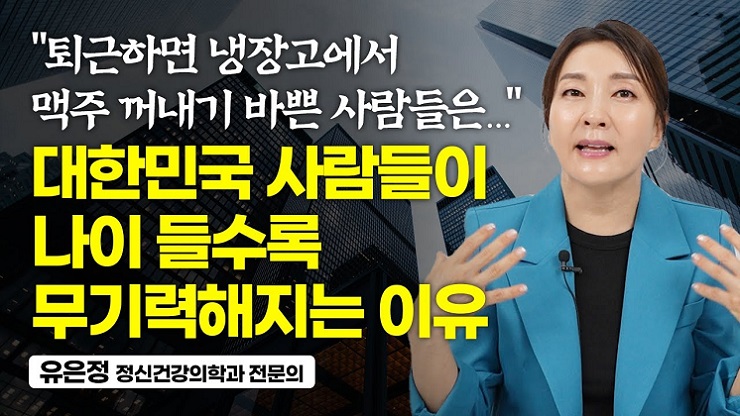 "퇴근하면 냉장고에서
맥주 꺼내기 바쁜 사람들은..."
대한민국 사람들이
나이 들수록
무기력해지는 이유
유은정 정신건강의학과 전문의